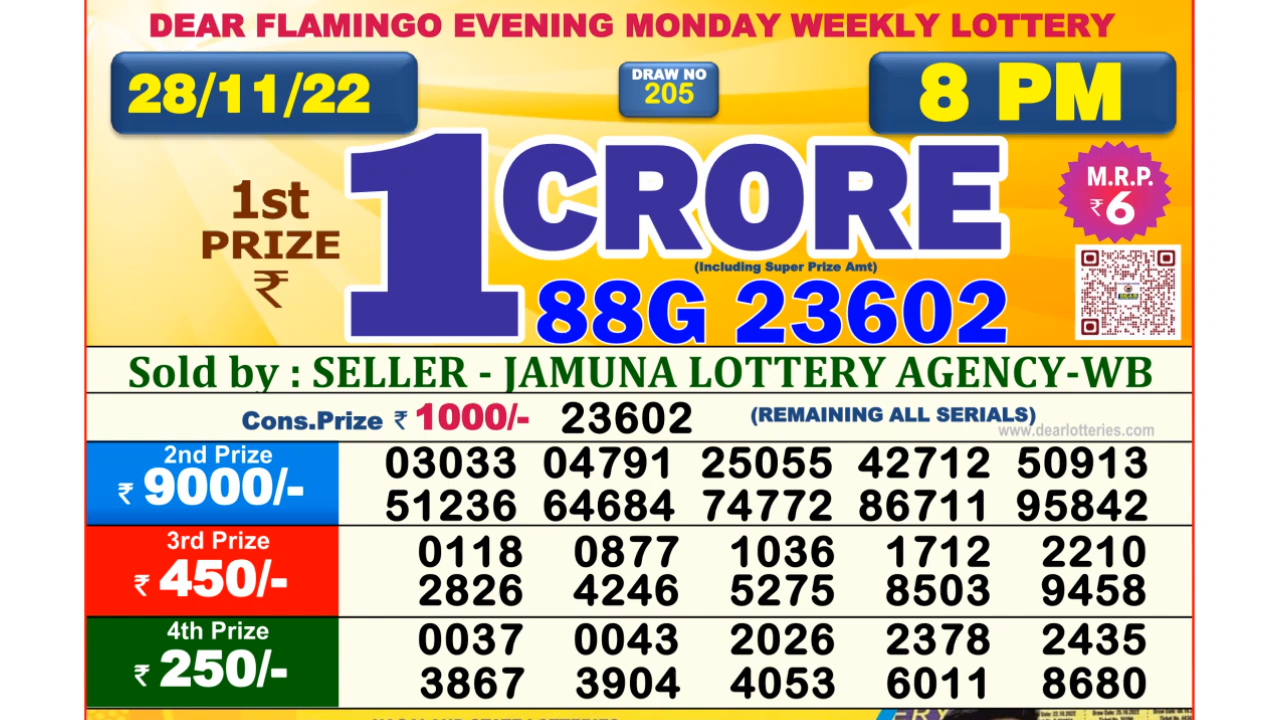 DEAR FLAMINGO EVENING MONDAY WEEKLY LOTTERY
28/11/22
DRAW NO
205
8 PM
1st
PRIZE
₹
1 CRORE
(Including Super Prize Amt)
88G 23602
M.R.P.
₹6
Sold by : SELLER - JAMUNA LOTTERY AGENCY-WB
Cons.Prize ₹ 1000/- 23602 (REMAINING ALL SERIALS)
www.dearlotteries.com
2nd Prize
₹ 9000/-
03033 04791 25055 42712 50913
51236 64684 74772 86711 95842
3rd Prize
₹ 450/-
0118 0877 1036 1712 2210
2826 4246 5275 8503 9458
4th Prize
₹ 250/-
0037 0043 2026 2378 2435
3867 3904 4053 6011 8680